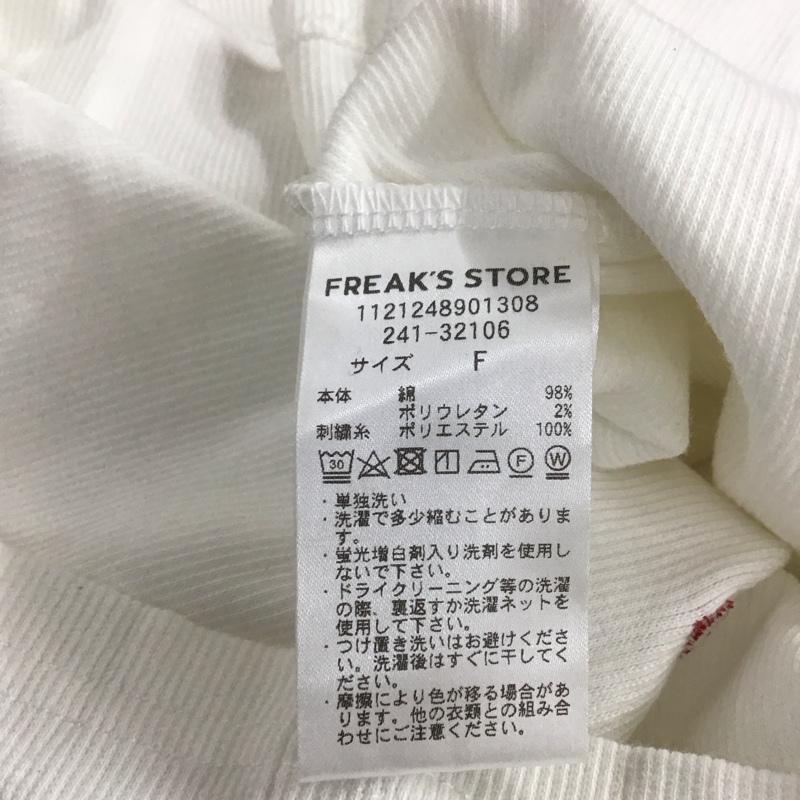 FREAK'S STORE
1121248901308
241-32106
サイズ F
本体 綿 98%
ポリウレタン 2%
刺繍糸 ポリエステル 100%
30 F W
・単独洗い
・洗濯で多少縮むことがありま
す。
・蛍光増白剤入り洗剤を使用し
ないで下さい。
・ドライクリーニング等の洗濯
の際、裏返すか洗濯ネットを
使用して下さい。
・つけ置き洗いはお避けくださ
い。洗濯後はすぐに干してく
ださい。
・摩擦により色が移る場合があ
ります。他の衣類との組み合
わせにご注意ください。